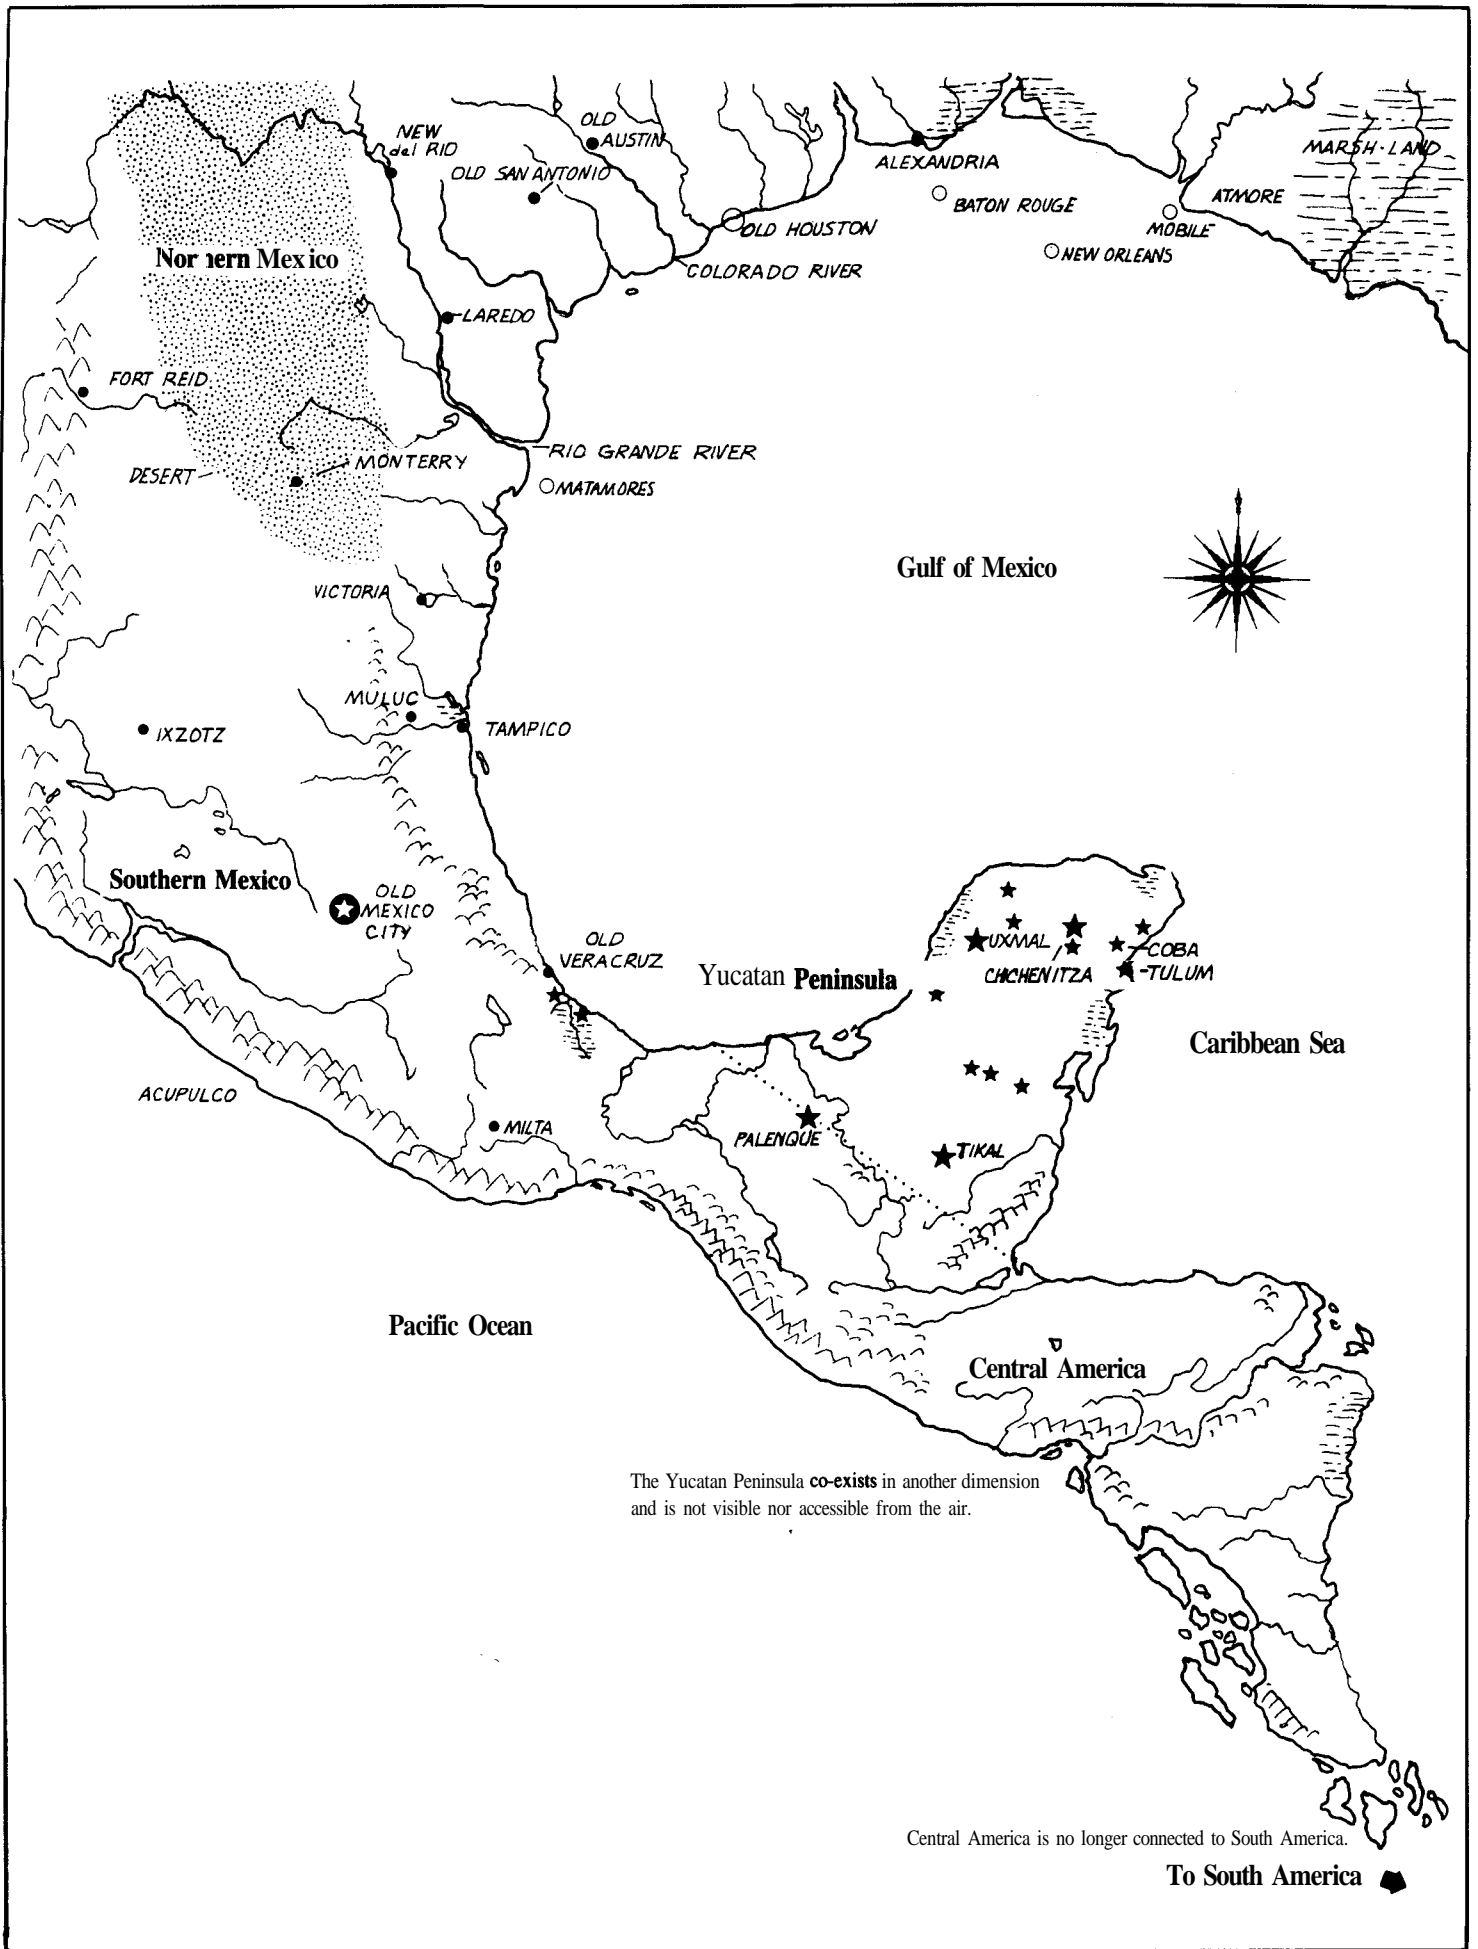 NEW
del RIO
OLD
AUSTIN
OLD SAN ANTONIO
ALEXANDRIA
BATON ROUGE
MARSH-LAND
ATMORE
MOBILE
NEW ORLEANS
OLD HOUSTON
COLORADO RIVER
Nor hern Mexico
LAREDO
FORT REID
RIO GRANDE RIVER
MONTERRY
DESERT
MATAMORES
Gulf of Mexico
VICTORIA
MULUC
TAMPICO
IXZOTZ
Southern Mexico
OLD
MEXICO
CITY
OLD
VERACRUZ
Yucatan Peninsula
UXMAL
CHICHENITZA
COBA
TULUM
Caribbean Sea
ACUPULCO
MILTA
PALENQUE
TIKAL
Pacific Ocean
Central America
The Yucatan Peninsula co-exists in another dimension
and is not visible nor accessible from the air.
Central America is no longer connected to South America.
To South America